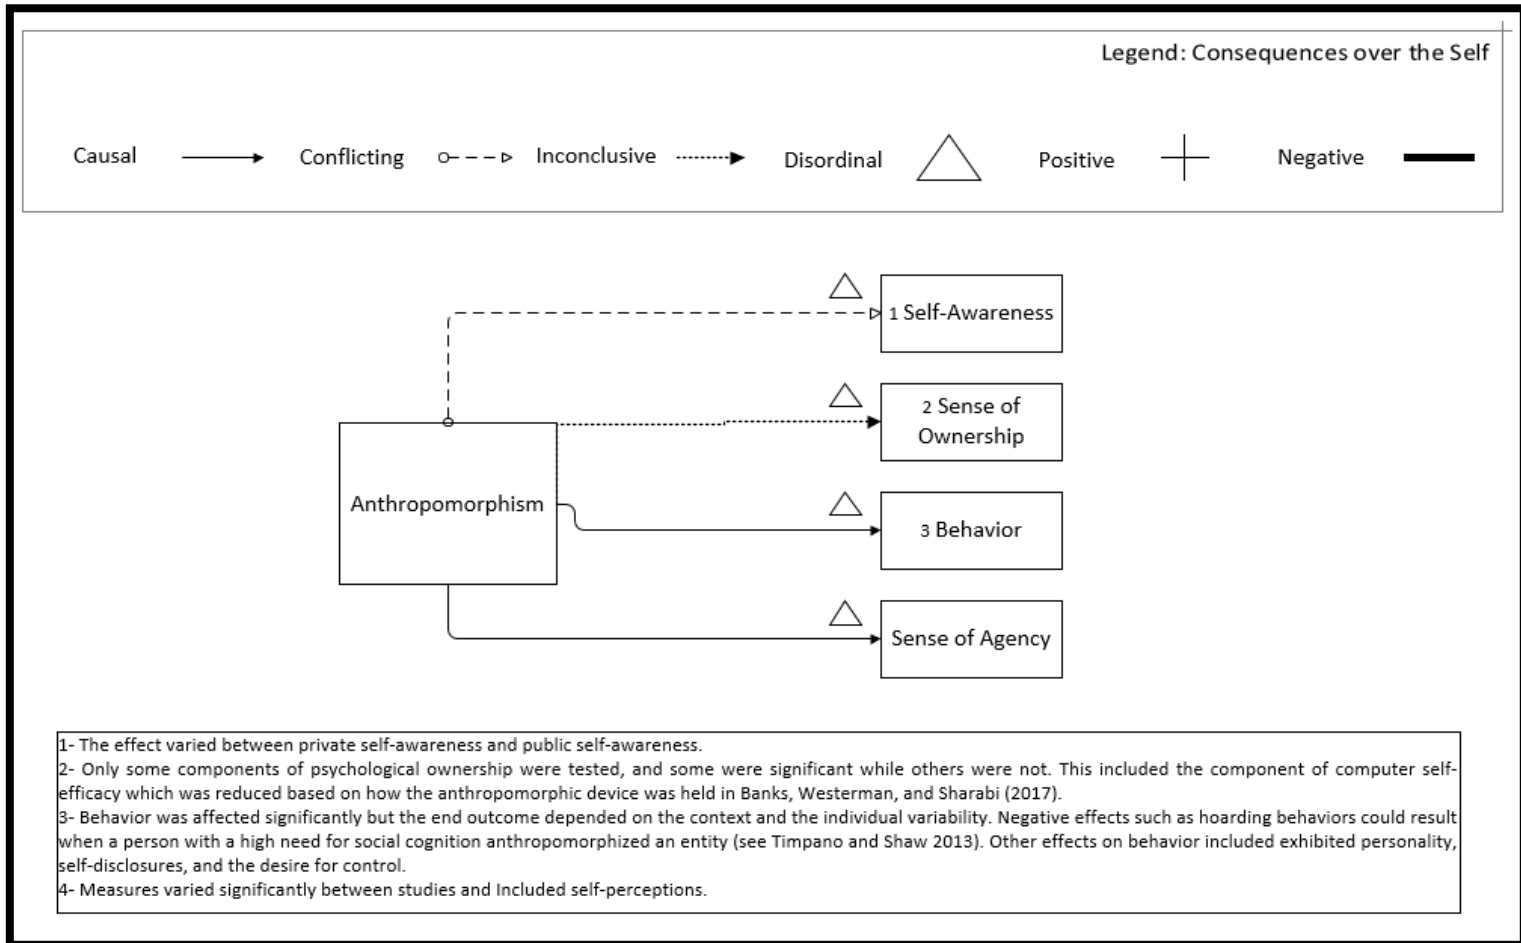 Legend: Consequences over the Self
Causal Conflicting Inconclusive Disordinal Positive Negative
1 Self-Awareness
2 Sense of
Ownership
Anthropomorphism
3 Behavior
Sense of Agency
1- The effect varied between private self-awareness and public self-awareness.
2- Only some components of psychological ownership were tested, and some were significant while others were not. This included the component of computer self-
efficacy which was reduced based on how the anthropomorphic device was held in Banks, Westerman, and Sharabi (2017).
3- Behavior was affected significantly but the end outcome depended on the context and the individual variability. Negative effects such as hoarding behaviors could result
when a person with a high need for social cognition anthropomorphized an entity (see Timpano and Shaw 2013). Other effects on behavior included exhibited personality,
self-disclosures, and the desire for control.
4- Measures varied significantly between studies and Included self-perceptions.